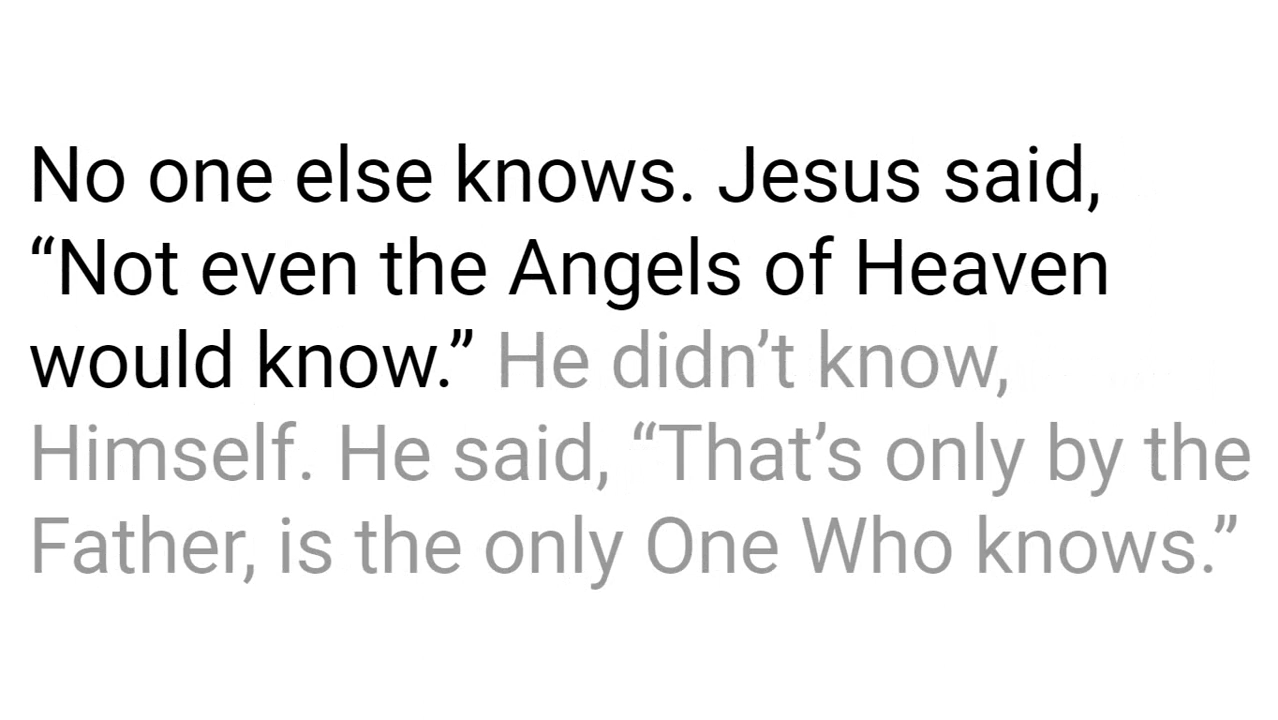 No one else knows. Jesus said,
“Not even the Angels of Heaven
would know.” He didn’t know,
Himself. He said, “That’s only by the
Father, is the only One Who knows.”